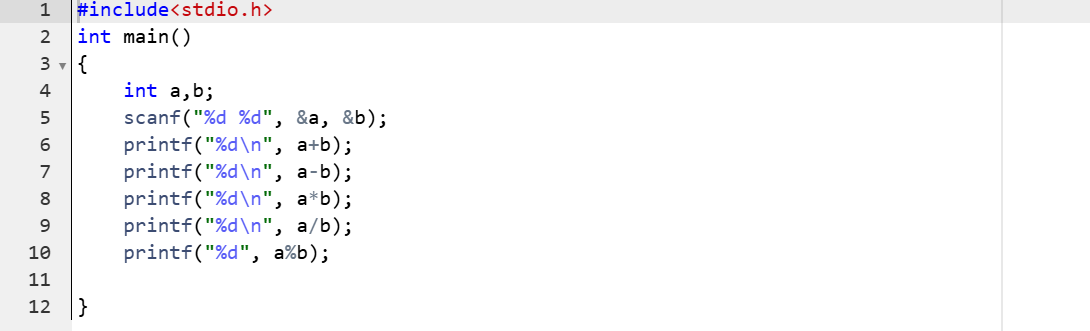 1 #include<stdio.h>
2 int main()
3 {
4     int a,b;
5     scanf("%d %d", &a, &b);
6     printf("%d\n", a+b);
7     printf("%d\n", a-b);
8     printf("%d\n", a*b);
9     printf("%d\n", a/b);
10     printf("%d", a%b);
11
12 }